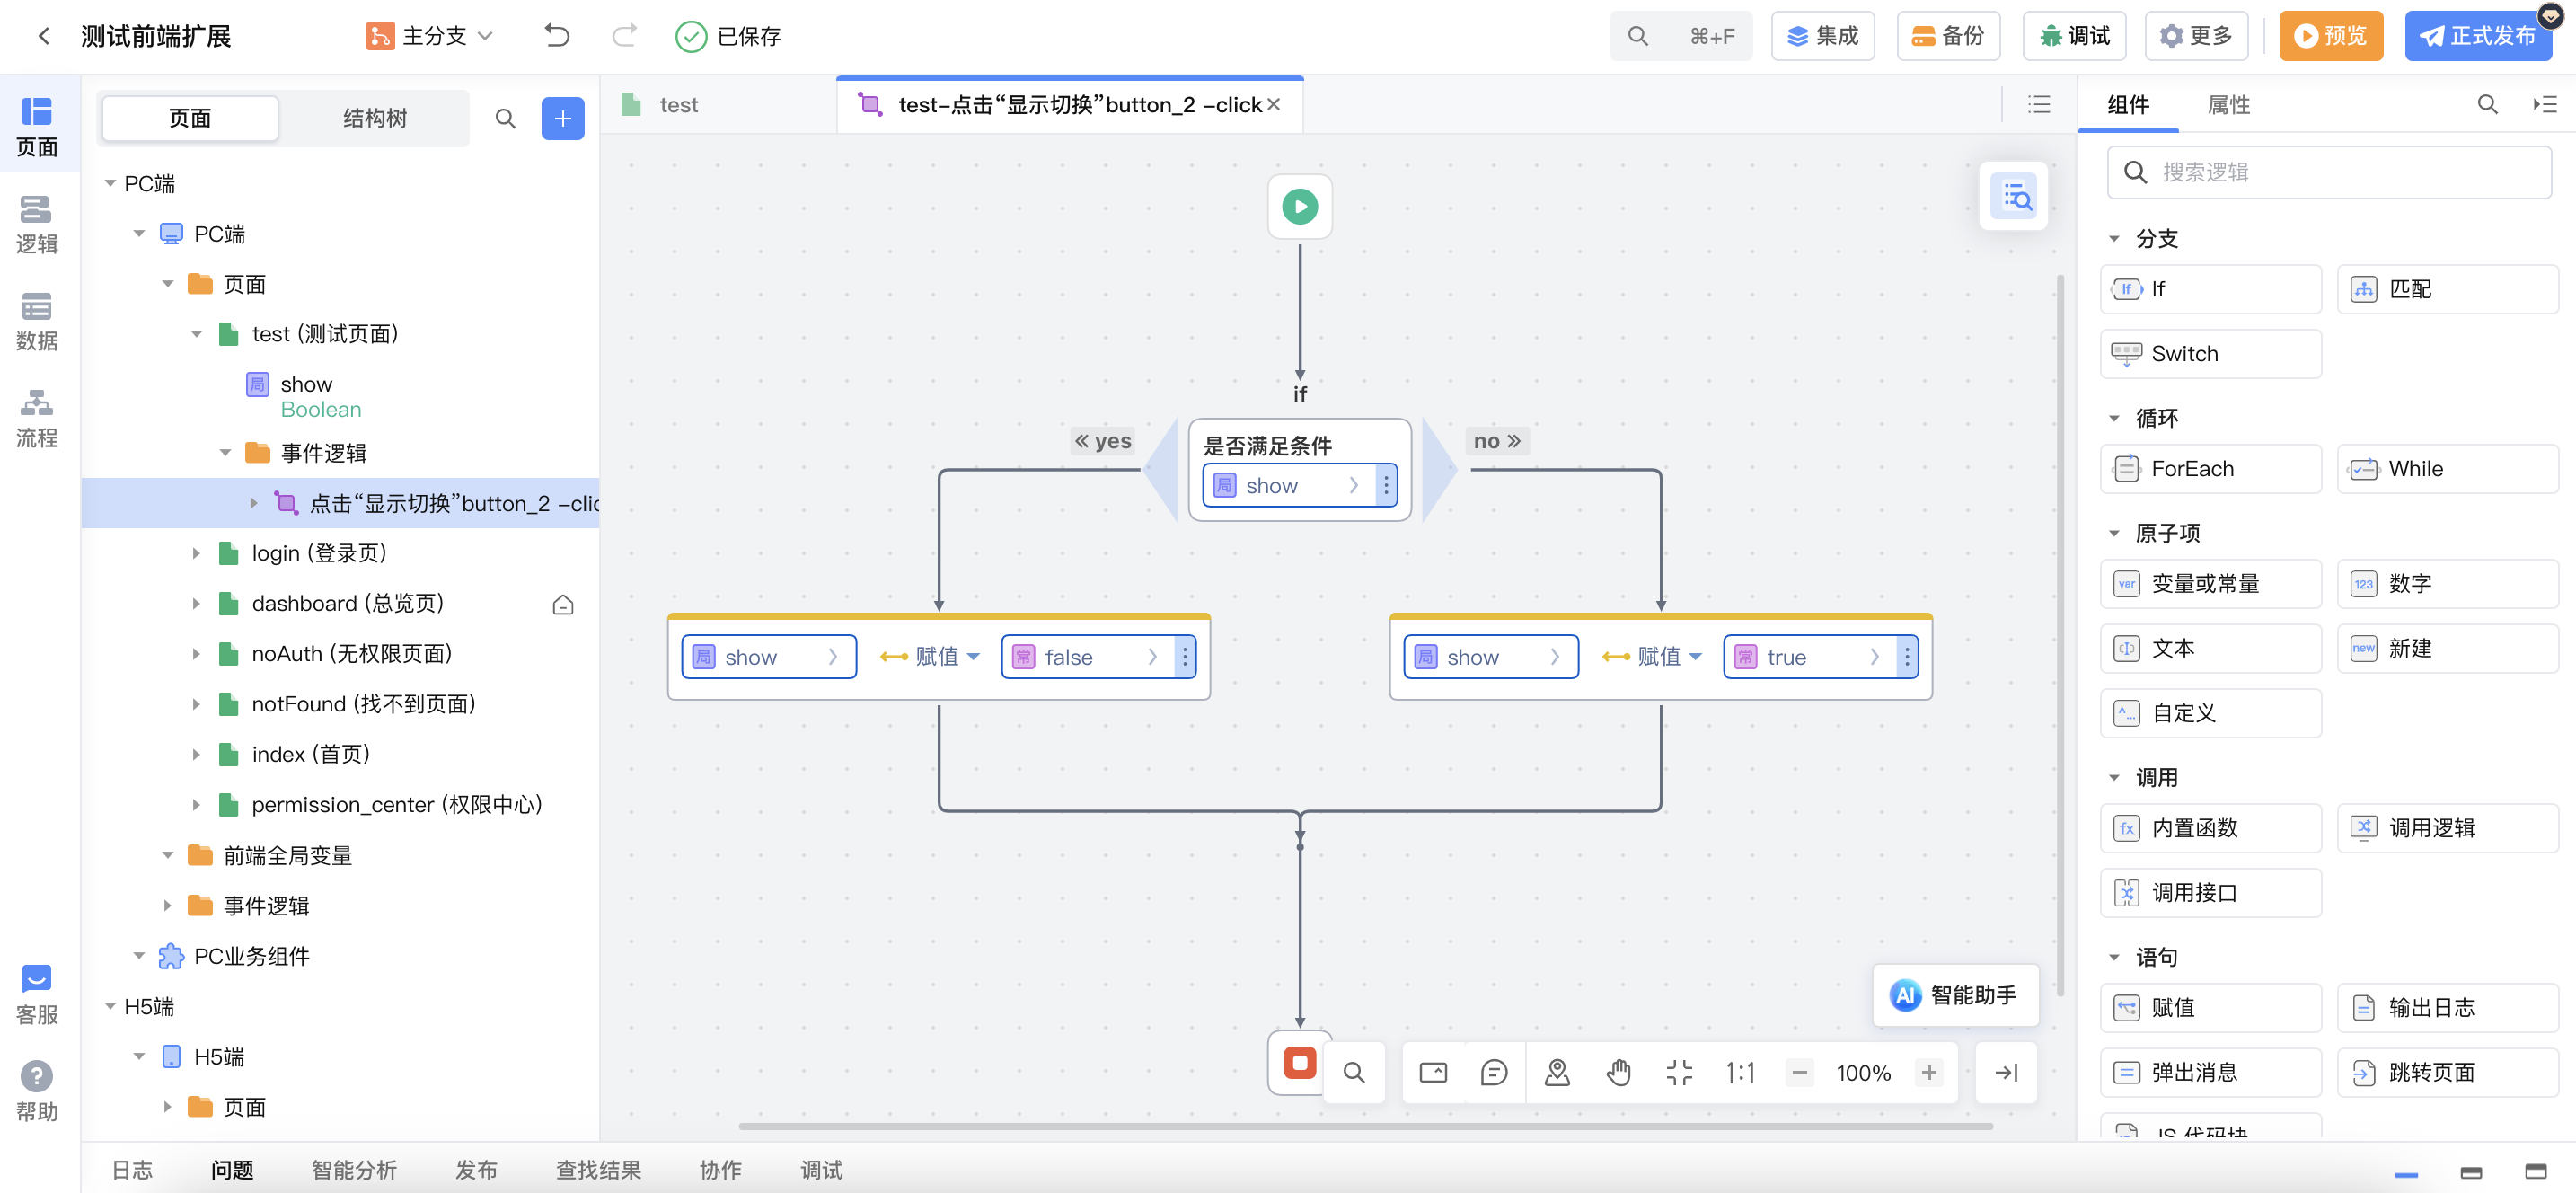 测试前端扩展
主分支
已保存
⌘+F
集成
备份
调试
更多
预览
正式发布
页面
逻辑
数据
流程
客服
帮助
页面
结构树
PC端
PC端
页面
test (测试页面)
局 show
Boolean
事件逻辑
点击“显示切换”button_2 -clic
login (登录页)
dashboard (总览页)
noAuth (无权限页面)
notFound (找不到页面)
index (首页)
permission_center (权限中心)
前端全局变量
事件逻辑
PC业务组件
H5端
H5端
页面
test
test-点击“显示切换”button_2 -click
if
« yes
是否满足条件
局 show
no »
局 show
赋值
常 false
局 show
赋值
常 true
AI 智能助手
1:1
100%
组件
属性
搜索逻辑
分支
If If
匹配
Switch
循环
ForEach
While
原子项
var 变量或常量
123 数字
文本
new 新建
自定义
调用
fx 内置函数
调用逻辑
调用接口
语句
赋值
输出日志
弹出消息
跳转页面
JS 代码块
日志
问题
智能分析
发布
查找结果
协作
调试